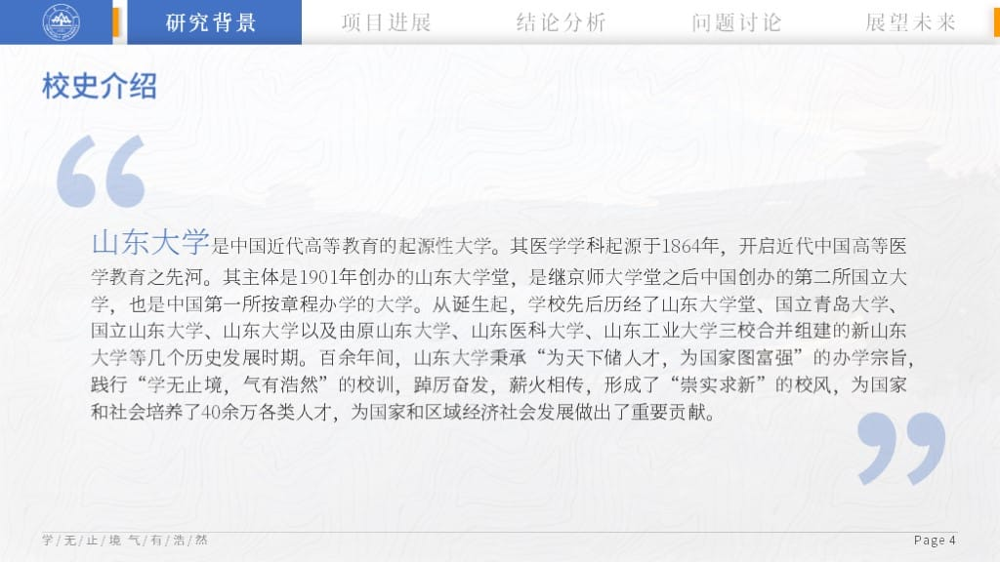 研究背景 项目进展 结论分析 问题讨论 展望未来
校史介绍
山东大学是中国近代高等教育的起源性大学。其医学学科起源于1864年，开启近代中国高等医
学教育之先河。其主体是1901年创办的山东大学堂，是继京师大学堂之后中国创办的第二所国立大
学，也是中国第一所按章程办学的大学。从诞生起，学校先后历经了山东大学堂、国立青岛大学、
国立山东大学、山东大学以及由原山东大学、山东医科大学、山东工业大学三校合并组建的新山东
大学等几个历史发展时期。百余年间，山东大学秉承“为天下储人才，为国家图富强”的办学宗旨，
践行“学无止境，气有浩然”的校训，踔厉奋发，薪火相传，形成了“崇实求新”的校风，为国家
和社会培养了40余万各类人才，为国家和区域经济社会发展做出了重要贡献。
学/无/止/境 气/有/浩/然
Page 4